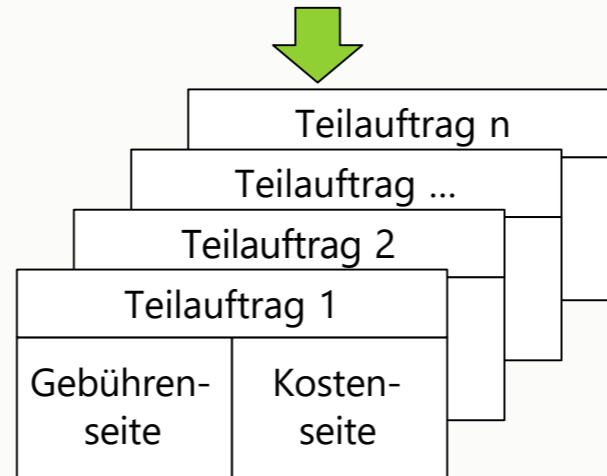 Teilauftrag n
Teilauftrag ...
Teilauftrag 2
Teilauftrag 1
Gebühren-
seite
Kosten-
seite